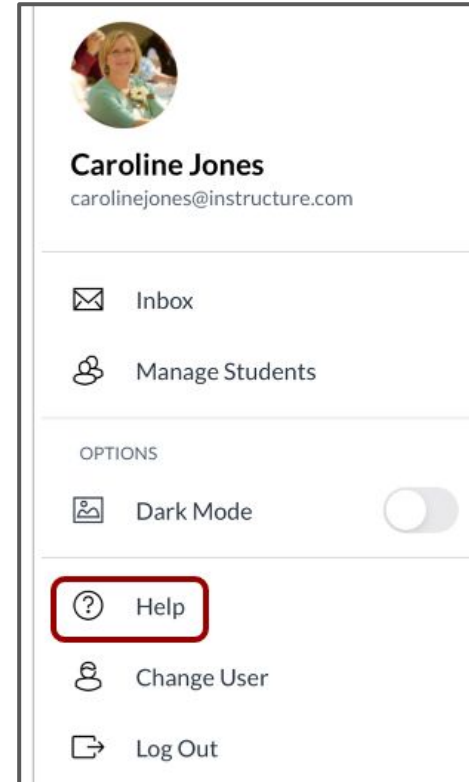 Caroline Jones
carolinejones@instructure.com
Inbox
Manage Students
OPTIONS
Dark Mode
Help
Change User
Log Out